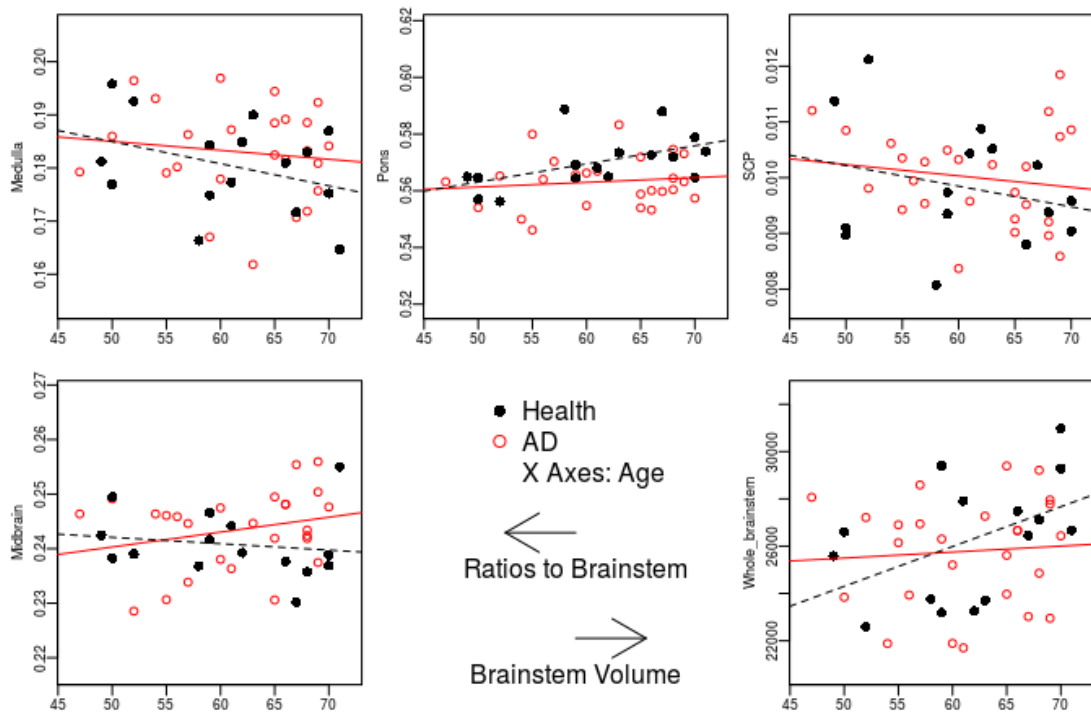 Medulla
0.16 0.17 0.18 0.19 0.20
45 50 55 60 65 70
Pons
0.52 0.54 0.56 0.58 0.60 0.62
45 50 55 60 65 70
SCP
0.008 0.009 0.010 0.011 0.012
45 50 55 60 65 70
Midbrain
0.22 0.23 0.24 0.25 0.26 0.27
45 50 55 60 65 70
Health
AD
X Axes: Age
Ratios to Brainstem
Brainstem Volume
Whole_brainstem
22000 26000 30000
45 50 55 60 65 70